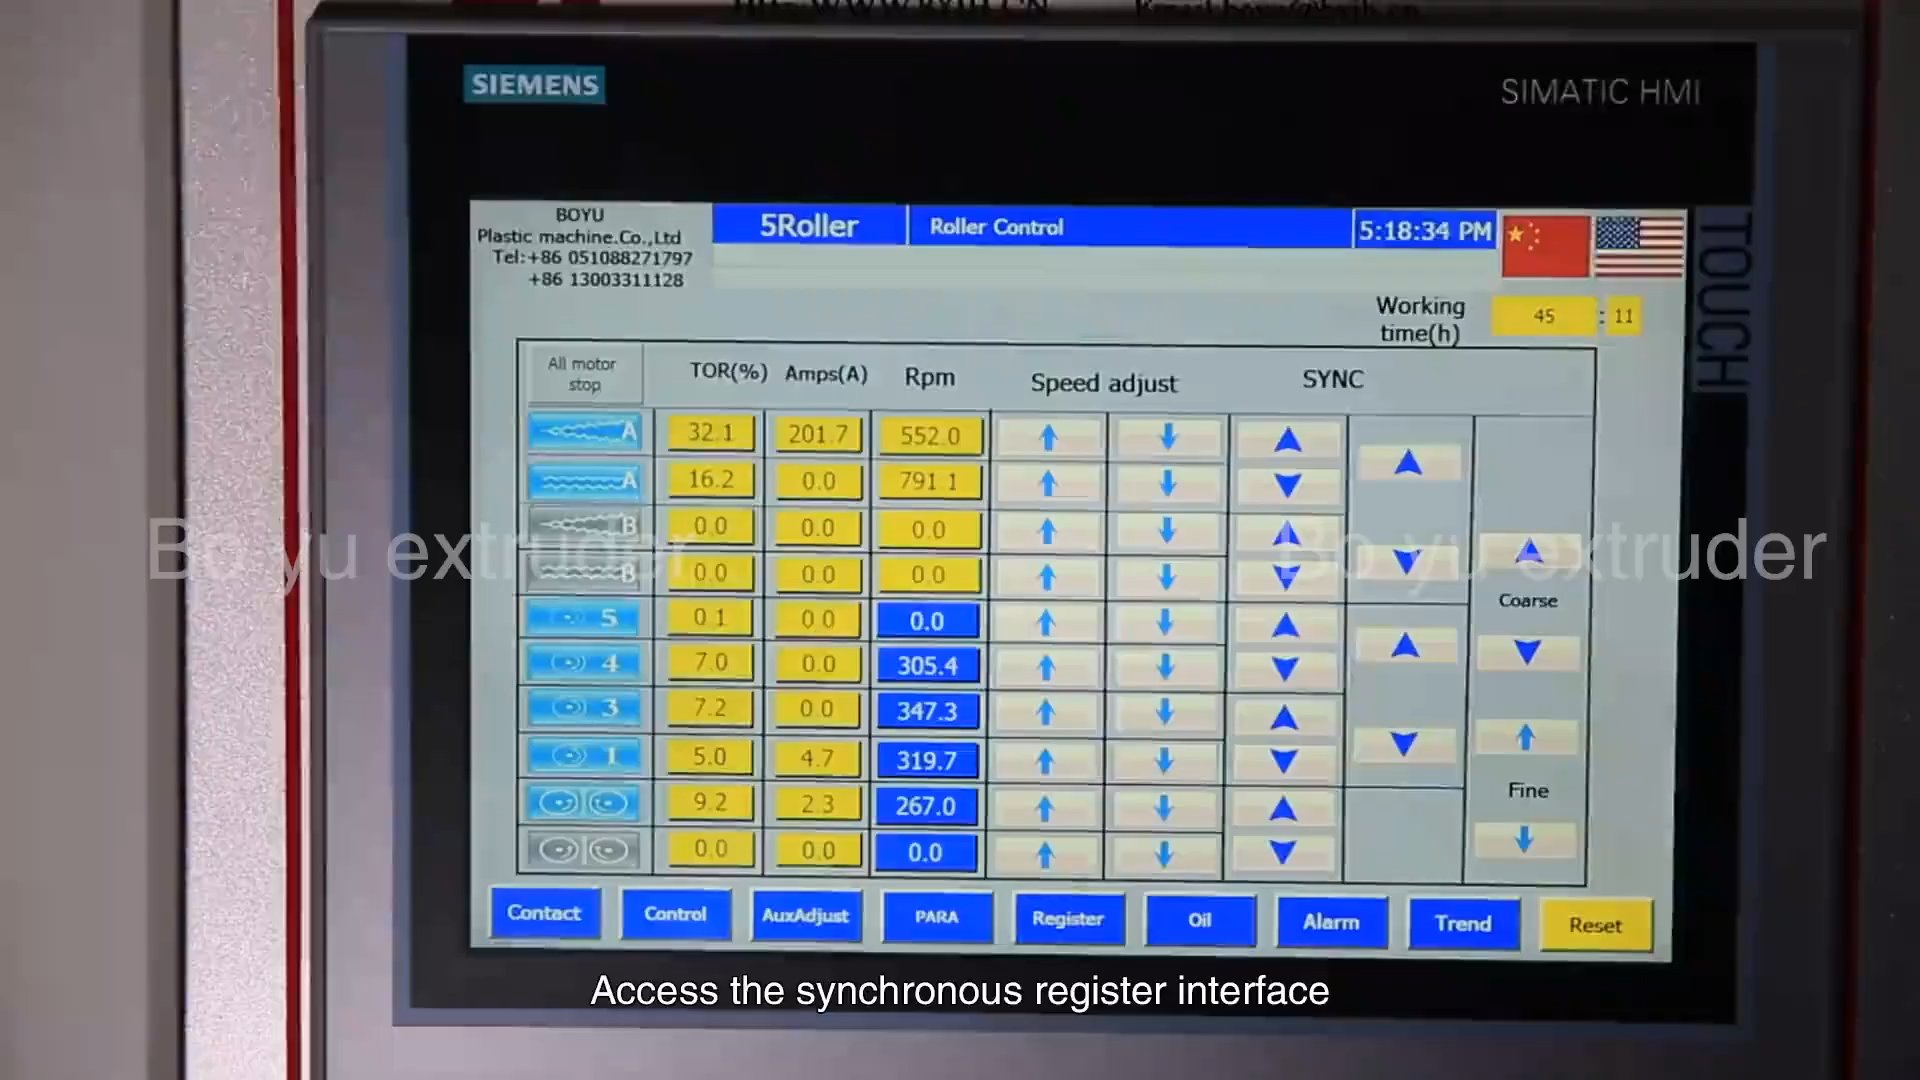 SIEMENS
SIMATIC HMI
TOUCH
BOYU
Plastic machine.Co.,Ltd
Tel:+86 051088271797
+86 13003311128
5Roller
Roller Control
5:18:34 PM
Working
time(h)
45 : 11
All motor
stop
TOR(%) Amps(A) Rpm Speed adjust SYNC
A 32.1 201.7 552.0
A 16.2 0.0 791.1
B 0.0 0.0 0.0
B 0.0 0.0 0.0
5 0.1 0.0 0.0
4 7.0 0.0 305.4
3 7.2 0.0 347.3
1 5.0 4.7 319.7
9.2 2.3 267.0
0.0 0.0 0.0
Coarse
Fine
Contact Control AuxAdjust PARA Register Oil Alarm Trend Reset
Bo yu extruder
Bo yu extruder
Access the synchronous register interface